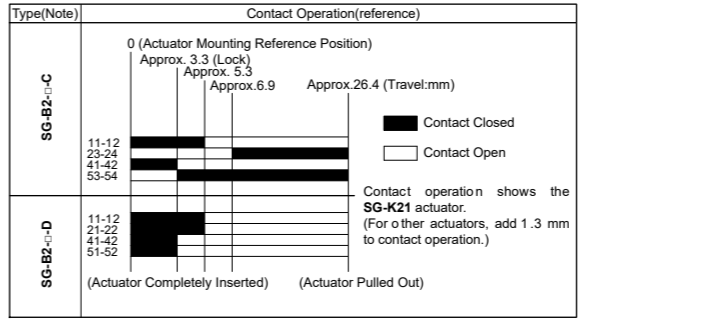 Type(Note) Contact Operation(reference)
0 (Actuator Mounting Reference Position)
Approx. 3.3 (Lock)
Approx. 5.3
Approx.6.9 Approx.26.4 (Travel:mm)
SG-B2-□-C
Contact Closed
Contact Open
11-12
23-24
41-42
53-54
Contact operation shows the
SG-K21 actuator.
(For other actuators, add 1.3 mm
to contact operation.)
SG-B2-□-D
11-12
21-22
41-42
51-52
(Actuator Completely Inserted) (Actuator Pulled Out)